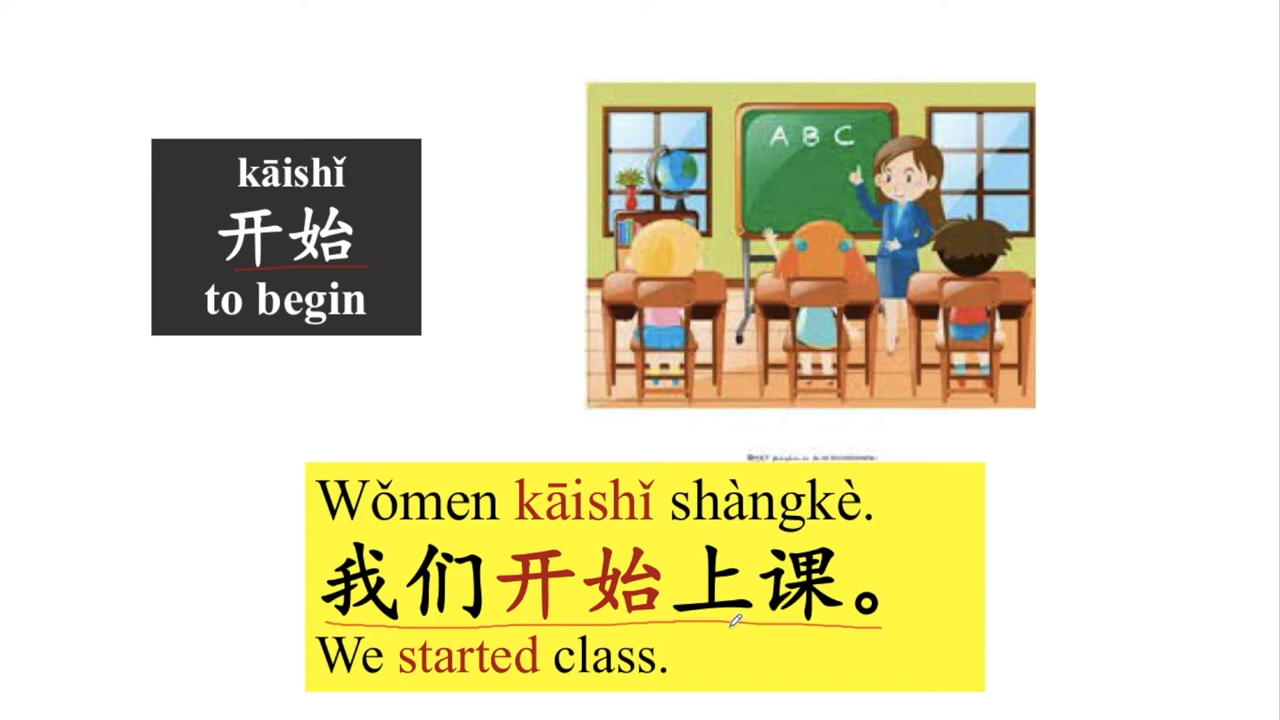 kāishǐ
开始
to begin
A B C
Wǒmen kāishǐ shàngkè.
我们开始上课。
We started class.